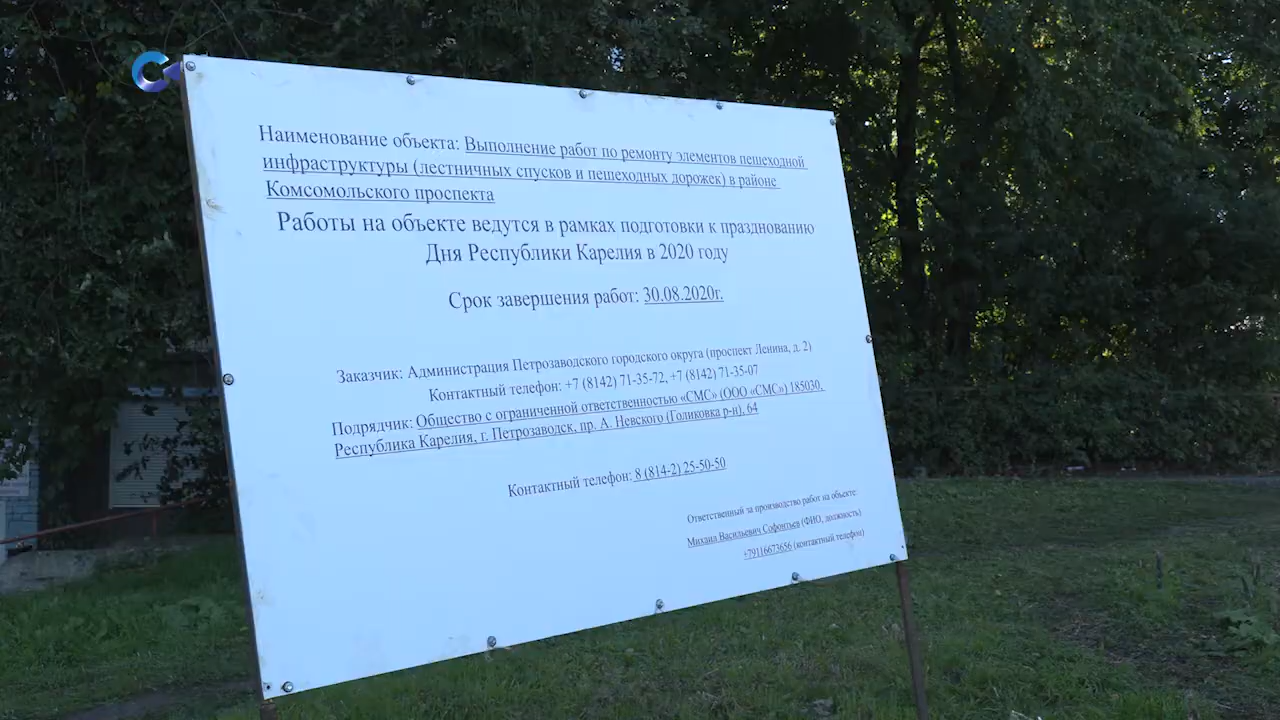 Наименование объекта: Выполнение работ по ремонту элементов пешеходной
инфраструктуры (лестничных спусков и пешеходных дорожек) в районе
Комсомольского проспекта
Работы на объекте ведутся в рамках подготовки к празднованию
Дня Республики Карелия в 2020 году
Срок завершения работ: 30.08.2020г.
Заказчик: Администрация Петрозаводского городского округа (проспект Ленина, д. 2)
Контактный телефон: +7 (8142) 71-35-72, +7 (8142) 71-35-07
Подрядчик: Общество с ограниченной ответственностью «СМС» (ООО «СМС») 185030,
Республика Карелия, г. Петрозаводск, пр. А. Невского (Голиковка р-н), 64
Контактный телефон: 8 (814-2) 25-50-50
Ответственный за производство работ на объекте:
Михаил Васильевич Софонтьев (ФИО, должность)
+79116673656 (контактный телефон)